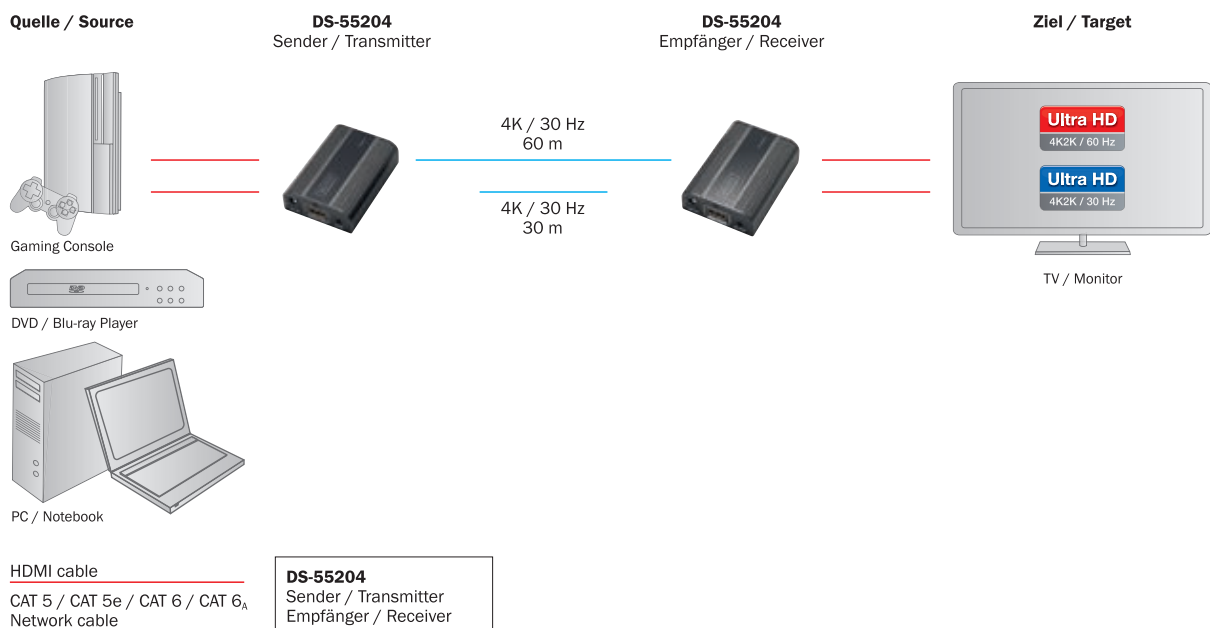 Quelle / Source
DS-55204
Sender / Transmitter
DS-55204
Empfänger / Receiver
Ziel / Target
4K / 30 Hz
60 m
4K / 30 Hz
30 m
Ultra HD
4K2K / 60 Hz
Ultra HD
4K2K / 30 Hz
TV / Monitor
Gaming Console
DVD
DVD / Blu-ray Player
PC / Notebook
HDMI cable
CAT 5 / CAT 5e / CAT 6 / CAT 6A
Network cable
DS-55204
Sender / Transmitter
Empfänger / Receiver